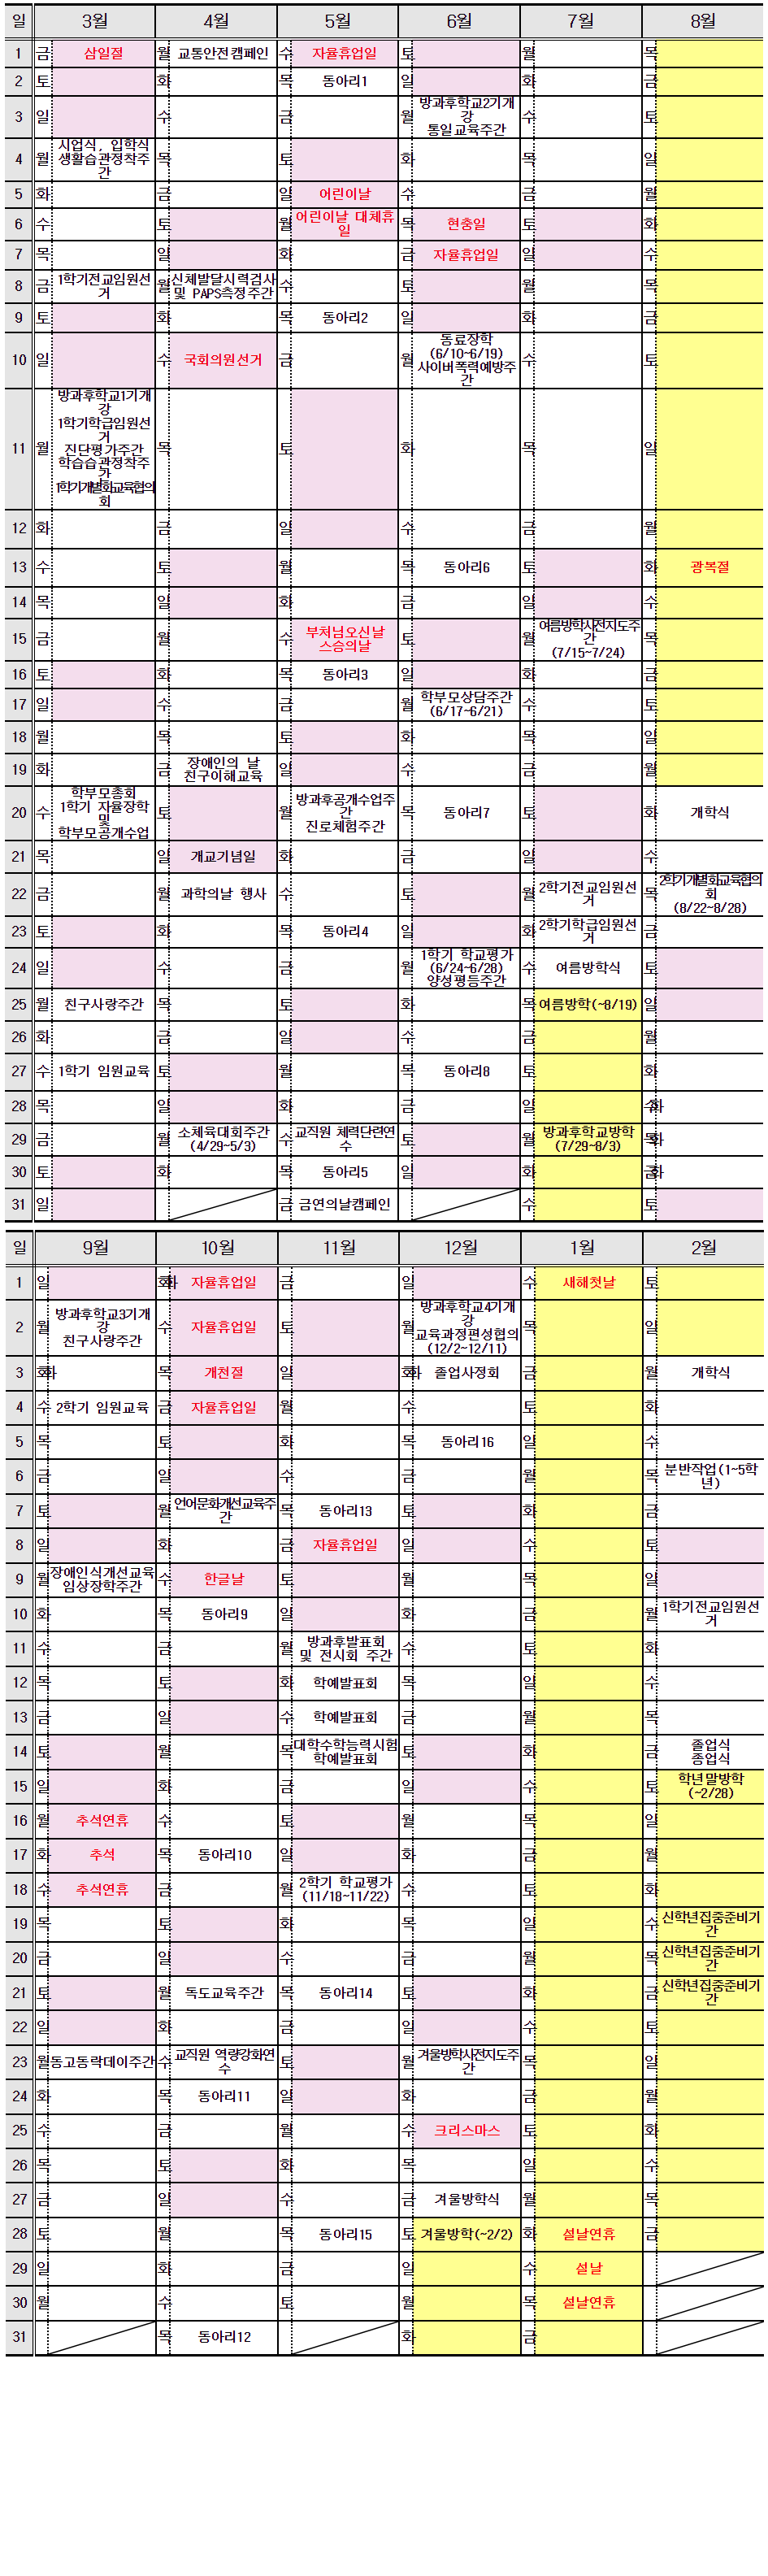 일 3월 4월 5월 6월 7월 8월
1 금 삼일절 월 교통안전캠페인 수 자율휴업일 토 월 목
2 토 화 목 동아리1 일 화 금
3 일 수 금 월 방과후학교2기개강 통일교육주간 수 토
4 월 시업식, 입학식 생활습관정착주간 목 토 화 목 일
5 화 금 일 어린이날 수 금 월
6 수 토 월 어린이날 대체휴일 목 현충일 토 화
7 목 일 화 금 자율휴업일 일 수
8 금 1학기전교임원선거 월 신체발달시력검사 및 PAPS측정주간 수 토 월 목
9 토 화 목 동아리2 일 화 금
10 일 수 국회의원선거 금 월 동료장학 (6/10~6/19) 사이버폭력예방주간 수 토
11 월 방과후학교1기개강 1학기학급임원선거 진단평가주간 학습습관정착주간 1학기개별화교육협의회 목 토 화 목 일
12 화 금 일 수 금 월
13 수 토 월 목 동아리6 토 화 광복절
14 목 일 화 금 일 수
15 금 월 수 부처님오신날 스승의날 토 월 여름방학사전지도주간 (7/15~7/24) 목
16 토 화 목 동아리3 일 화 금
17 일 수 금 월 학부모상담주간 (6/17~6/21) 수 토
18 월 목 토 화 목 일
19 화 금 장애인의 날 친구이해교육 일 수 금 월
20 수 학부모총회 1학기 자율장학 및 학부모공개수업 토 월 방과후공개수업주간 진로체험주간 목 동아리7 토 화 개학식
21 목 일 개교기념일 화 금 일 수
22 금 월 과학의날 행사 수 토 월 2학기전교임원선거 목 2학기개별화교육협의회 (8/22~8/28)
23 토 화 목 동아리4 일 화 2학기학급임원선거 금
24 일 수 금 월 1학기 학교평가 (6/24~6/28) 양성평등주간 수 여름방학식 토
25 월 친구사랑주간 목 토 화 목 여름방학(~8/19) 일
26 화 금 일 수 금 월
27 수 1학기 임원교육 토 월 목 동아리8 토 화
28 목 일 화 금 일 수화
29 금 월 소체육대회주간 (4/29~5/3) 수 교직원 체력단련연수 토 월 방과후학교방학 (7/29~8/3) 목화
30 토 화 목 동아리5 일 화 금화
31 일 금 금연의날캠페인 수 토
일 9월 10월 11월 12월 1월 2월
1 일 화화 자율휴업일 금 일 수 새해첫날 토
2 월 방과후학교3기개강 친구사랑주간 수 자율휴업일 토 월 방과후학교4기개강 교육과정편성협의 (12/2~12/11) 목 일
3 화화 목 개천절 일 화화 졸업사정회 금 월 개학식
4 수 2학기 임원교육 금 자율휴업일 월 수 토 화
5 목 토 화 목 동아리16 일 수
6 금 일 수 금 월 목 분반작업(1~5학년)
7 토 월 언어문화개선교육주간 목 동아리13 토 화 금
8 일 화 금 자율휴업일 일 수 토
9 월 장애인식개선교육 임상장학주간 수 한글날 토 월 목 일
10 화 목 동아리9 일 화 금 월 1학기전교임원선거
11 수 금 월 방과후발표회 및 전시회 주간 수 토 화
12 목 토 화 학예발표회 목 일 수
13 금 일 수 학예발표회 금 월 목
14 토 월 목 대학수학능력시험 학예발표회 토 화 금 졸업식 종업식
15 일 화 금 일 수 토 학년말방학 (~2/28)
16 월 추석연휴 수 토 월 목 일
17 화 추석 목 동아리10 일 화 금 월
18 수 추석연휴 금 월 2학기 학교평가 (11/18~11/22) 수 토 화
19 목 토 화 목 일 수 신학년집중준비기간
20 금 일 수 금 월 목 신학년집중준비기간
21 토 월 독도교육주간 목 동아리14 토 화 금 신학년집중준비기간
22 일 화 금 일 수 토
23 월 동고동락데이주간 수 교직원 역량강화연수 토 월 겨울방학사전지도주간 목 일
24 화 목 동아리11 일 화 금 월
25 수 금 월 수 크리스마스 토 화
26 목 토 화 목 일 수
27 금 일 수 금 겨울방학식 월 목
28 토 월 목 동아리15 토 겨울방학(~2/2) 화 설날연휴 금
29 일 화 금 일 수 설날
30 월 수 토 월 목 설날연휴
31 목 동아리12 화 금